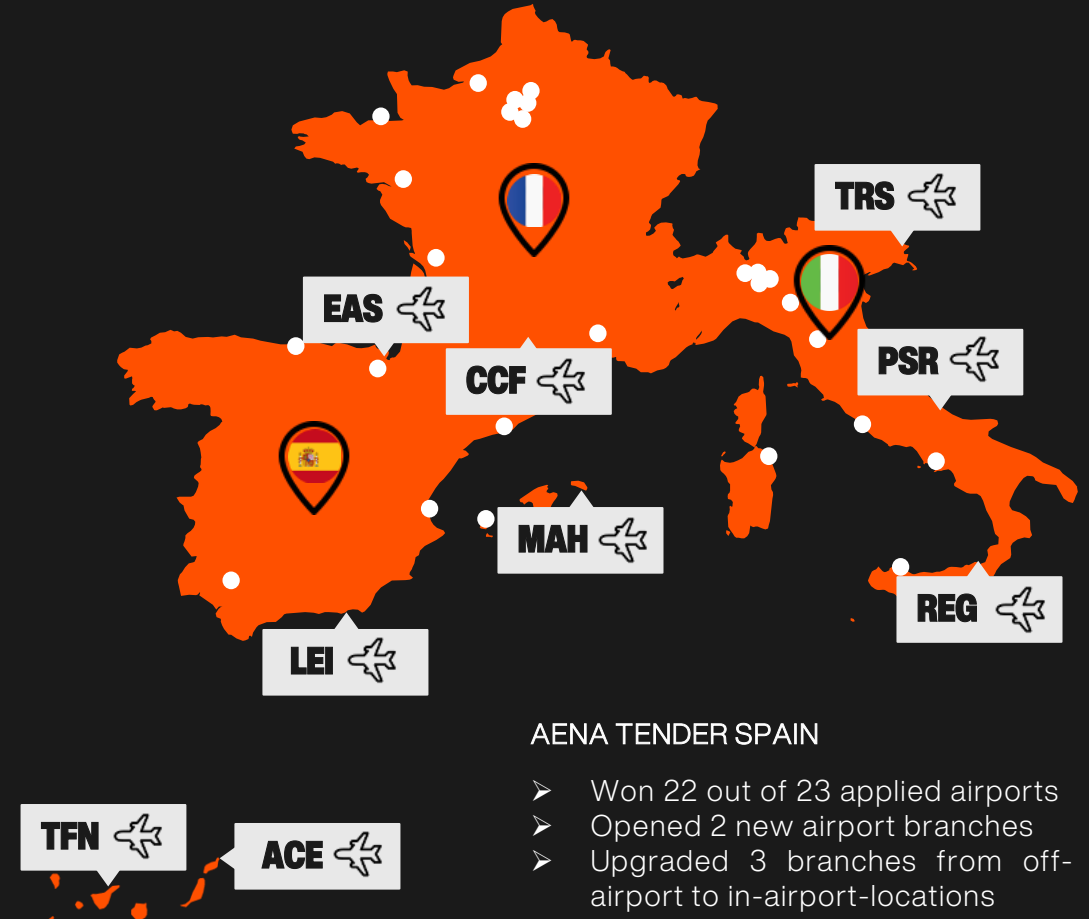 TRS
EAS
PSR
CCF
MAH
REG
LEI
AENA TENDER SPAIN
➢ Won 22 out of 23 applied airports
➢ Opened 2 new airport branches
➢ Upgraded 3 branches from off-
airport to in-airport-locations
TFN
ACE